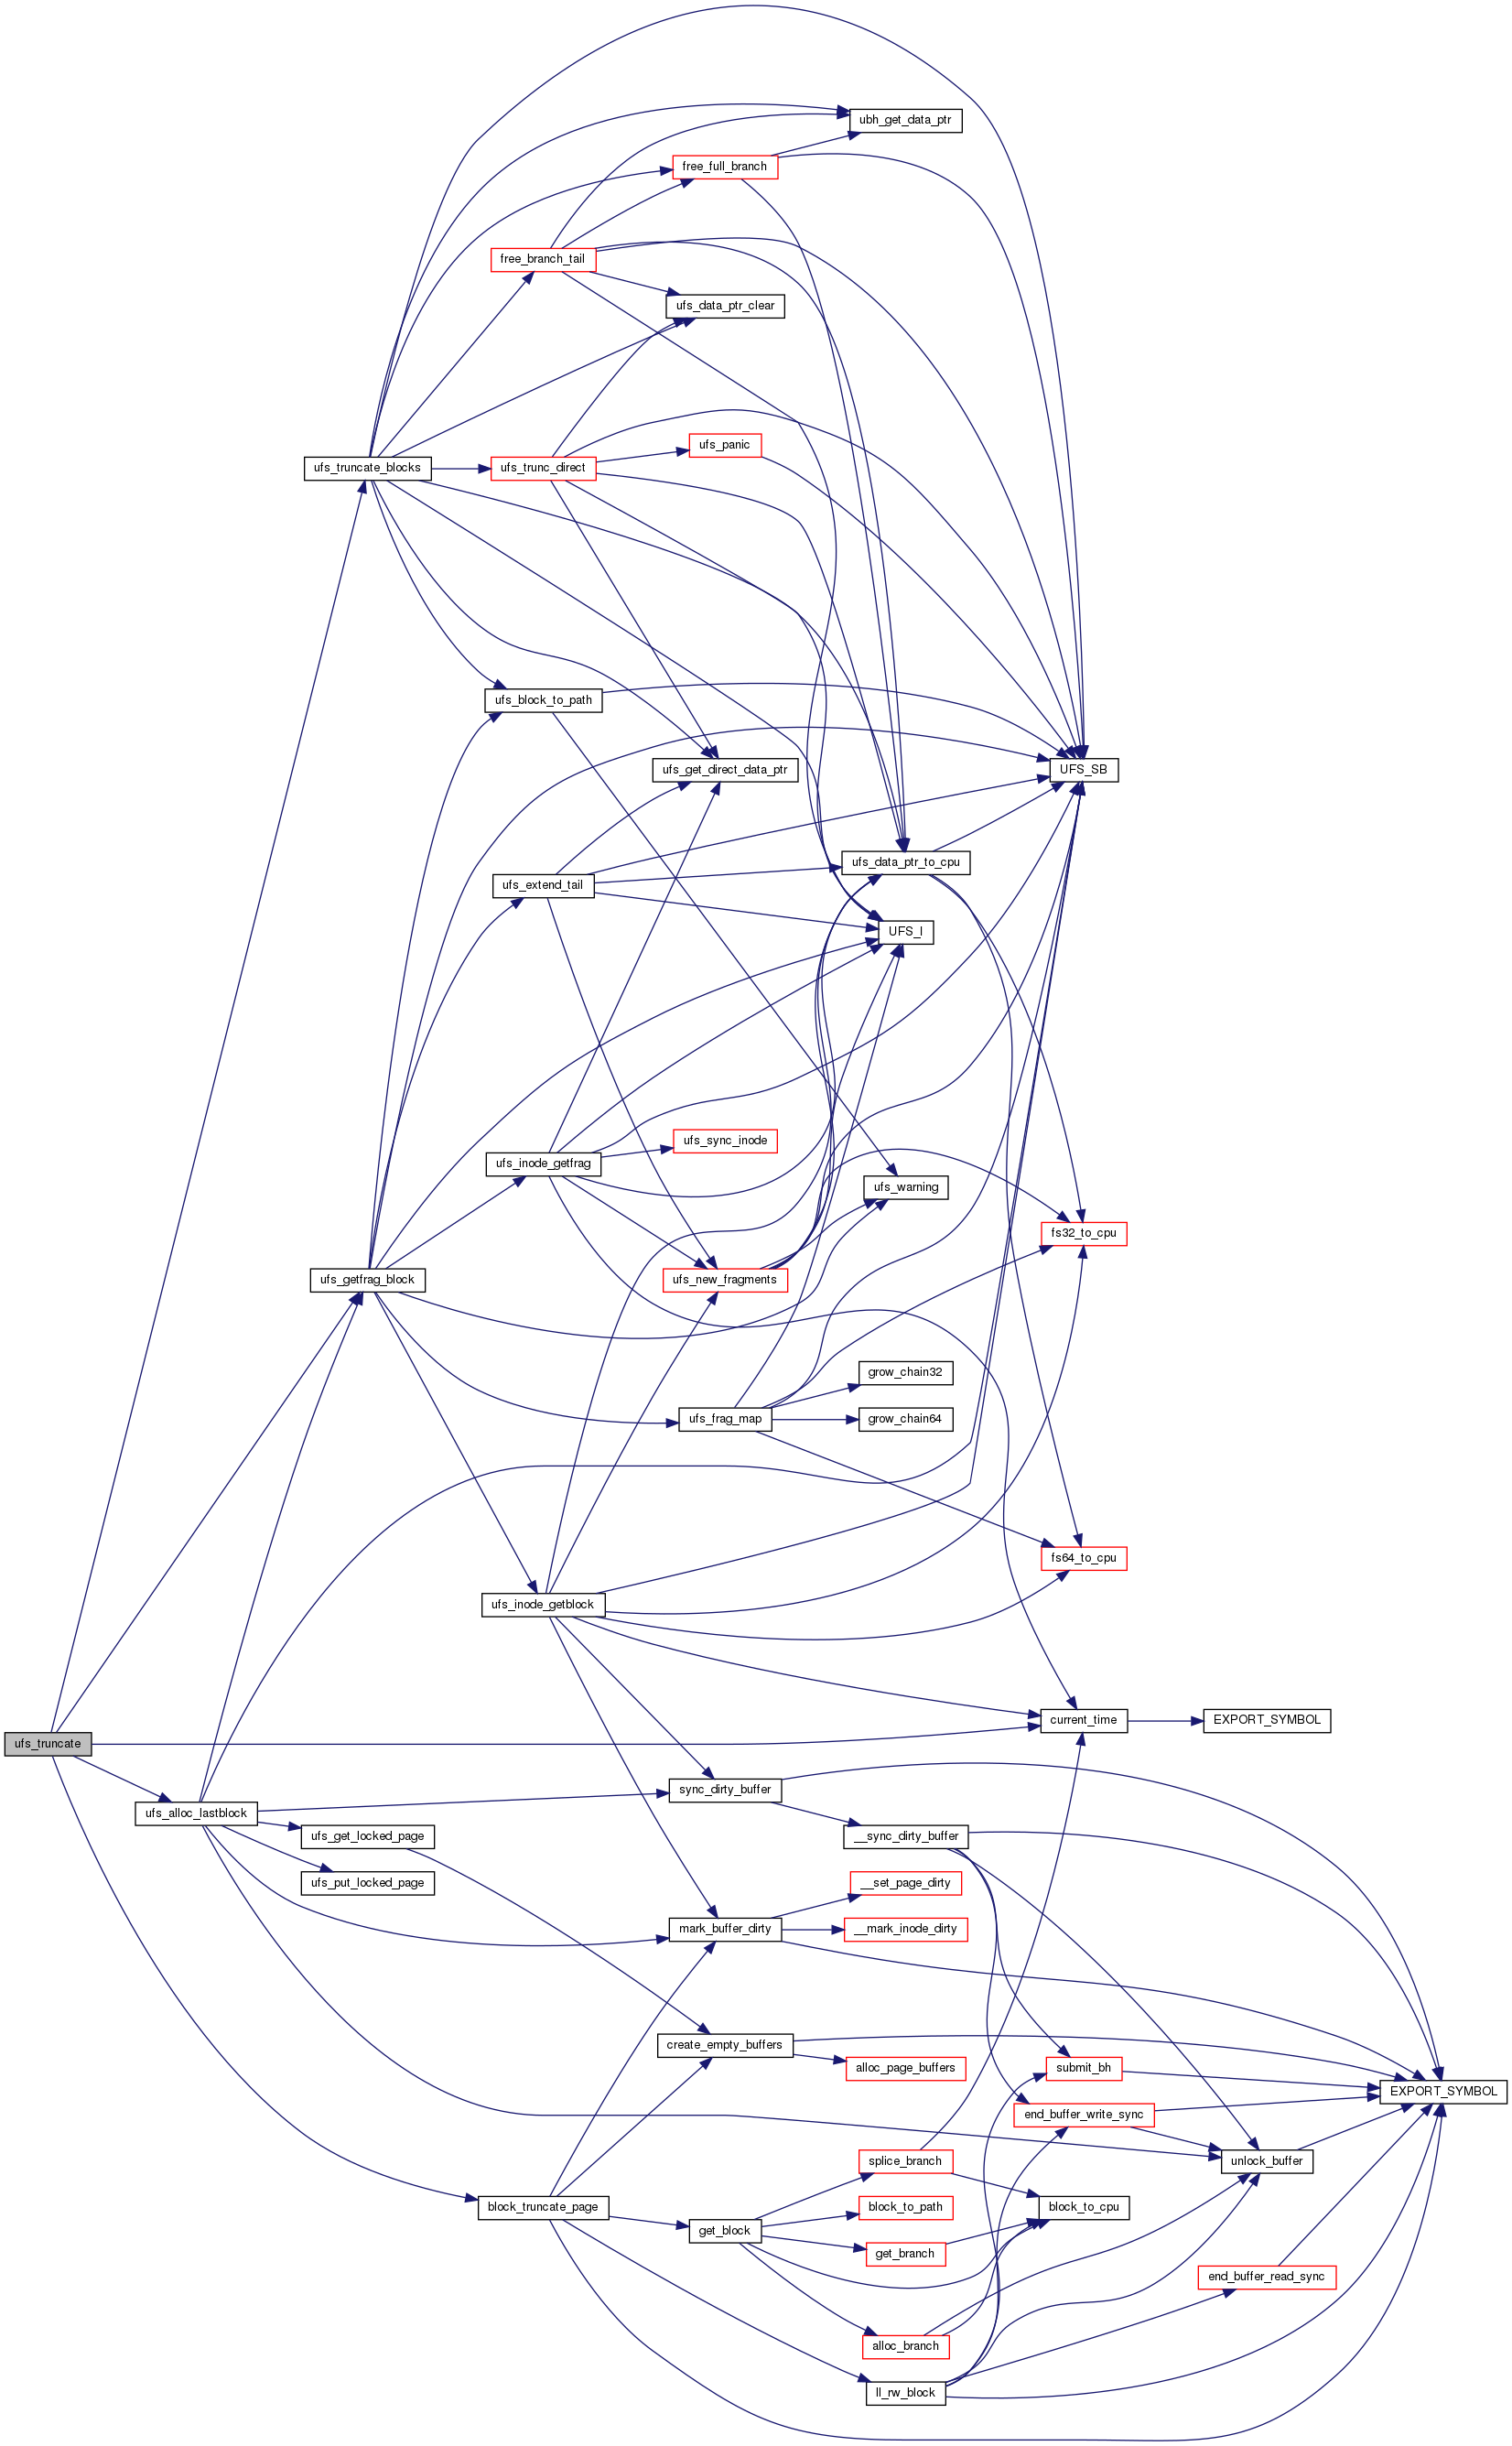 ubh_get_data_ptr
free_full_branch
free_branch_tail
ufs_data_ptr_clear
ufs_panic
ufs_truncate_blocks
ufs_trunc_direct
ufs_block_to_path
ufs_get_direct_data_ptr
UFS_SB
ufs_data_ptr_to_cpu
ufs_extend_tail
UFS_I
ufs_sync_inode
ufs_inode_getfrag
ufs_warning
fs32_to_cpu
ufs_getfrag_block
ufs_new_fragments
grow_chain32
ufs_frag_map
grow_chain64
fs64_to_cpu
ufs_inode_getblock
current_time
EXPORT_SYMBOL
ufs_truncate
sync_dirty_buffer
ufs_alloc_lastblock
ufs_get_locked_page
__sync_dirty_buffer
ufs_put_locked_page
__set_page_dirty
mark_buffer_dirty
__mark_inode_dirty
create_empty_buffers
alloc_page_buffers
submit_bh
EXPORT_SYMBOL
end_buffer_write_sync
splice_branch
unlock_buffer
block_truncate_page
block_to_path
block_to_cpu
get_block
get_branch
end_buffer_read_sync
alloc_branch
ll_rw_block